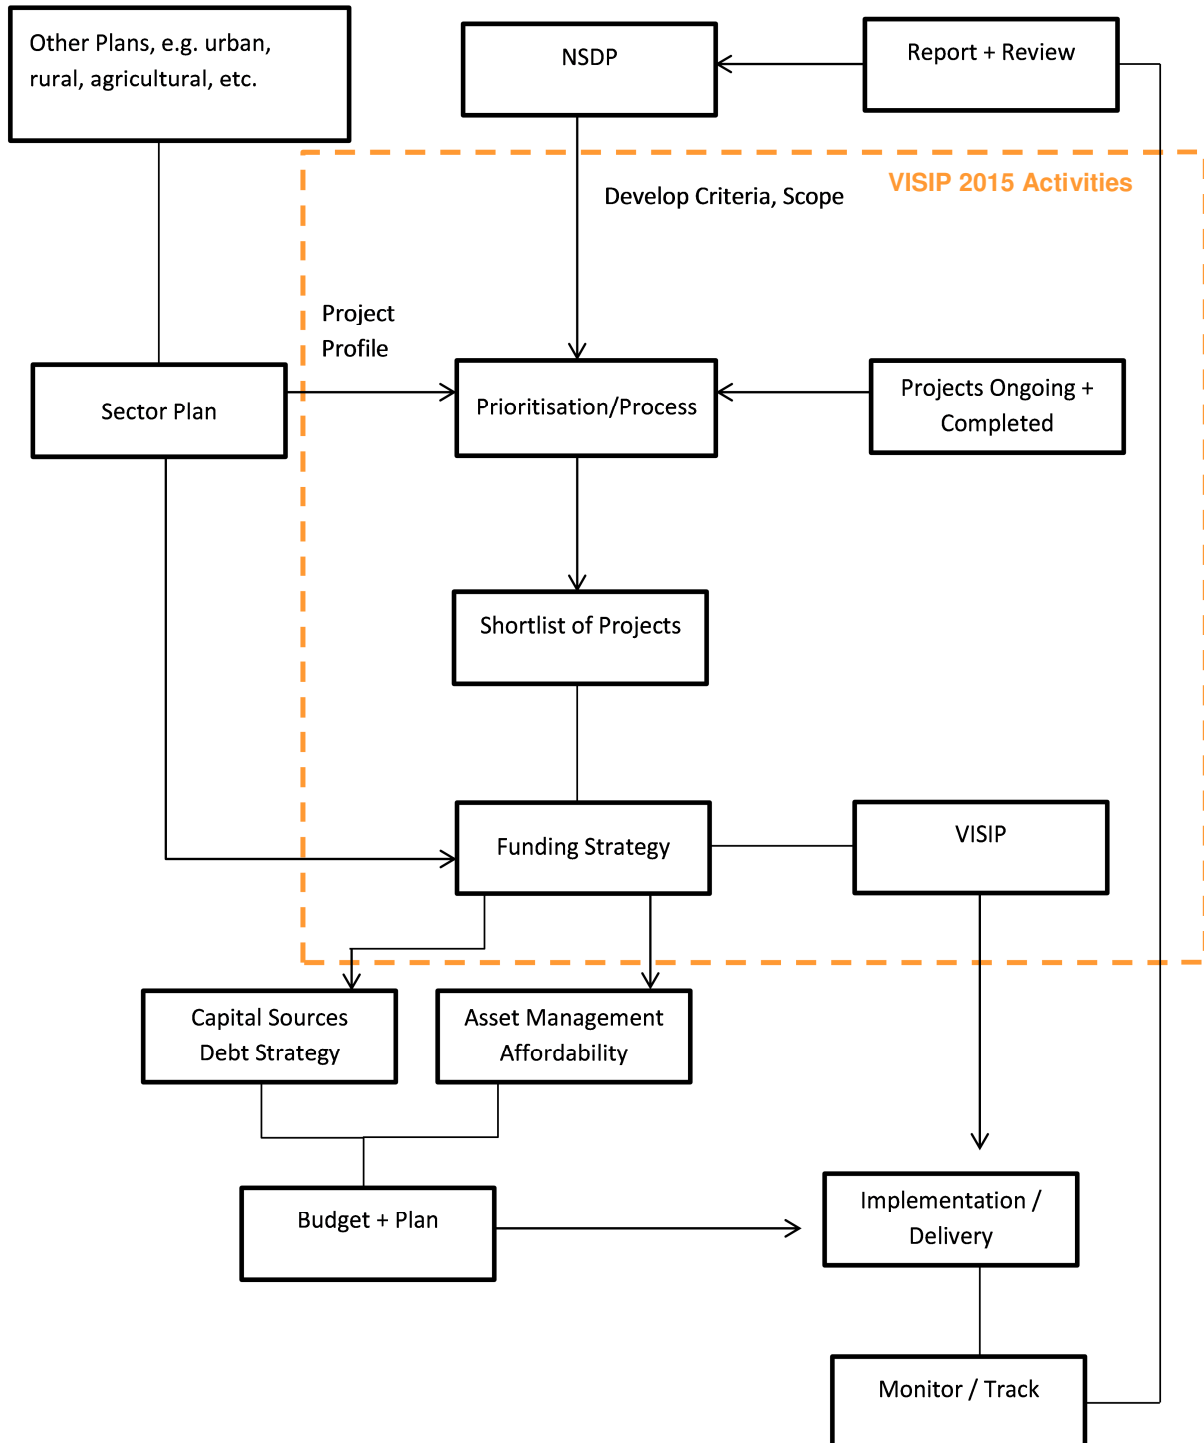 Other Plans, e.g. urban,
rural, agricultural, etc.
NSDP
Report + Review
VISIP 2015 Activities
Develop Criteria, Scope
Project
Profile
Sector Plan
Prioritisation/Process
Projects Ongoing +
Completed
Shortlist of Projects
Funding Strategy
VISIP
Capital Sources
Debt Strategy
Asset Management
Affordability
Budget + Plan
Implementation /
Delivery
Monitor / Track